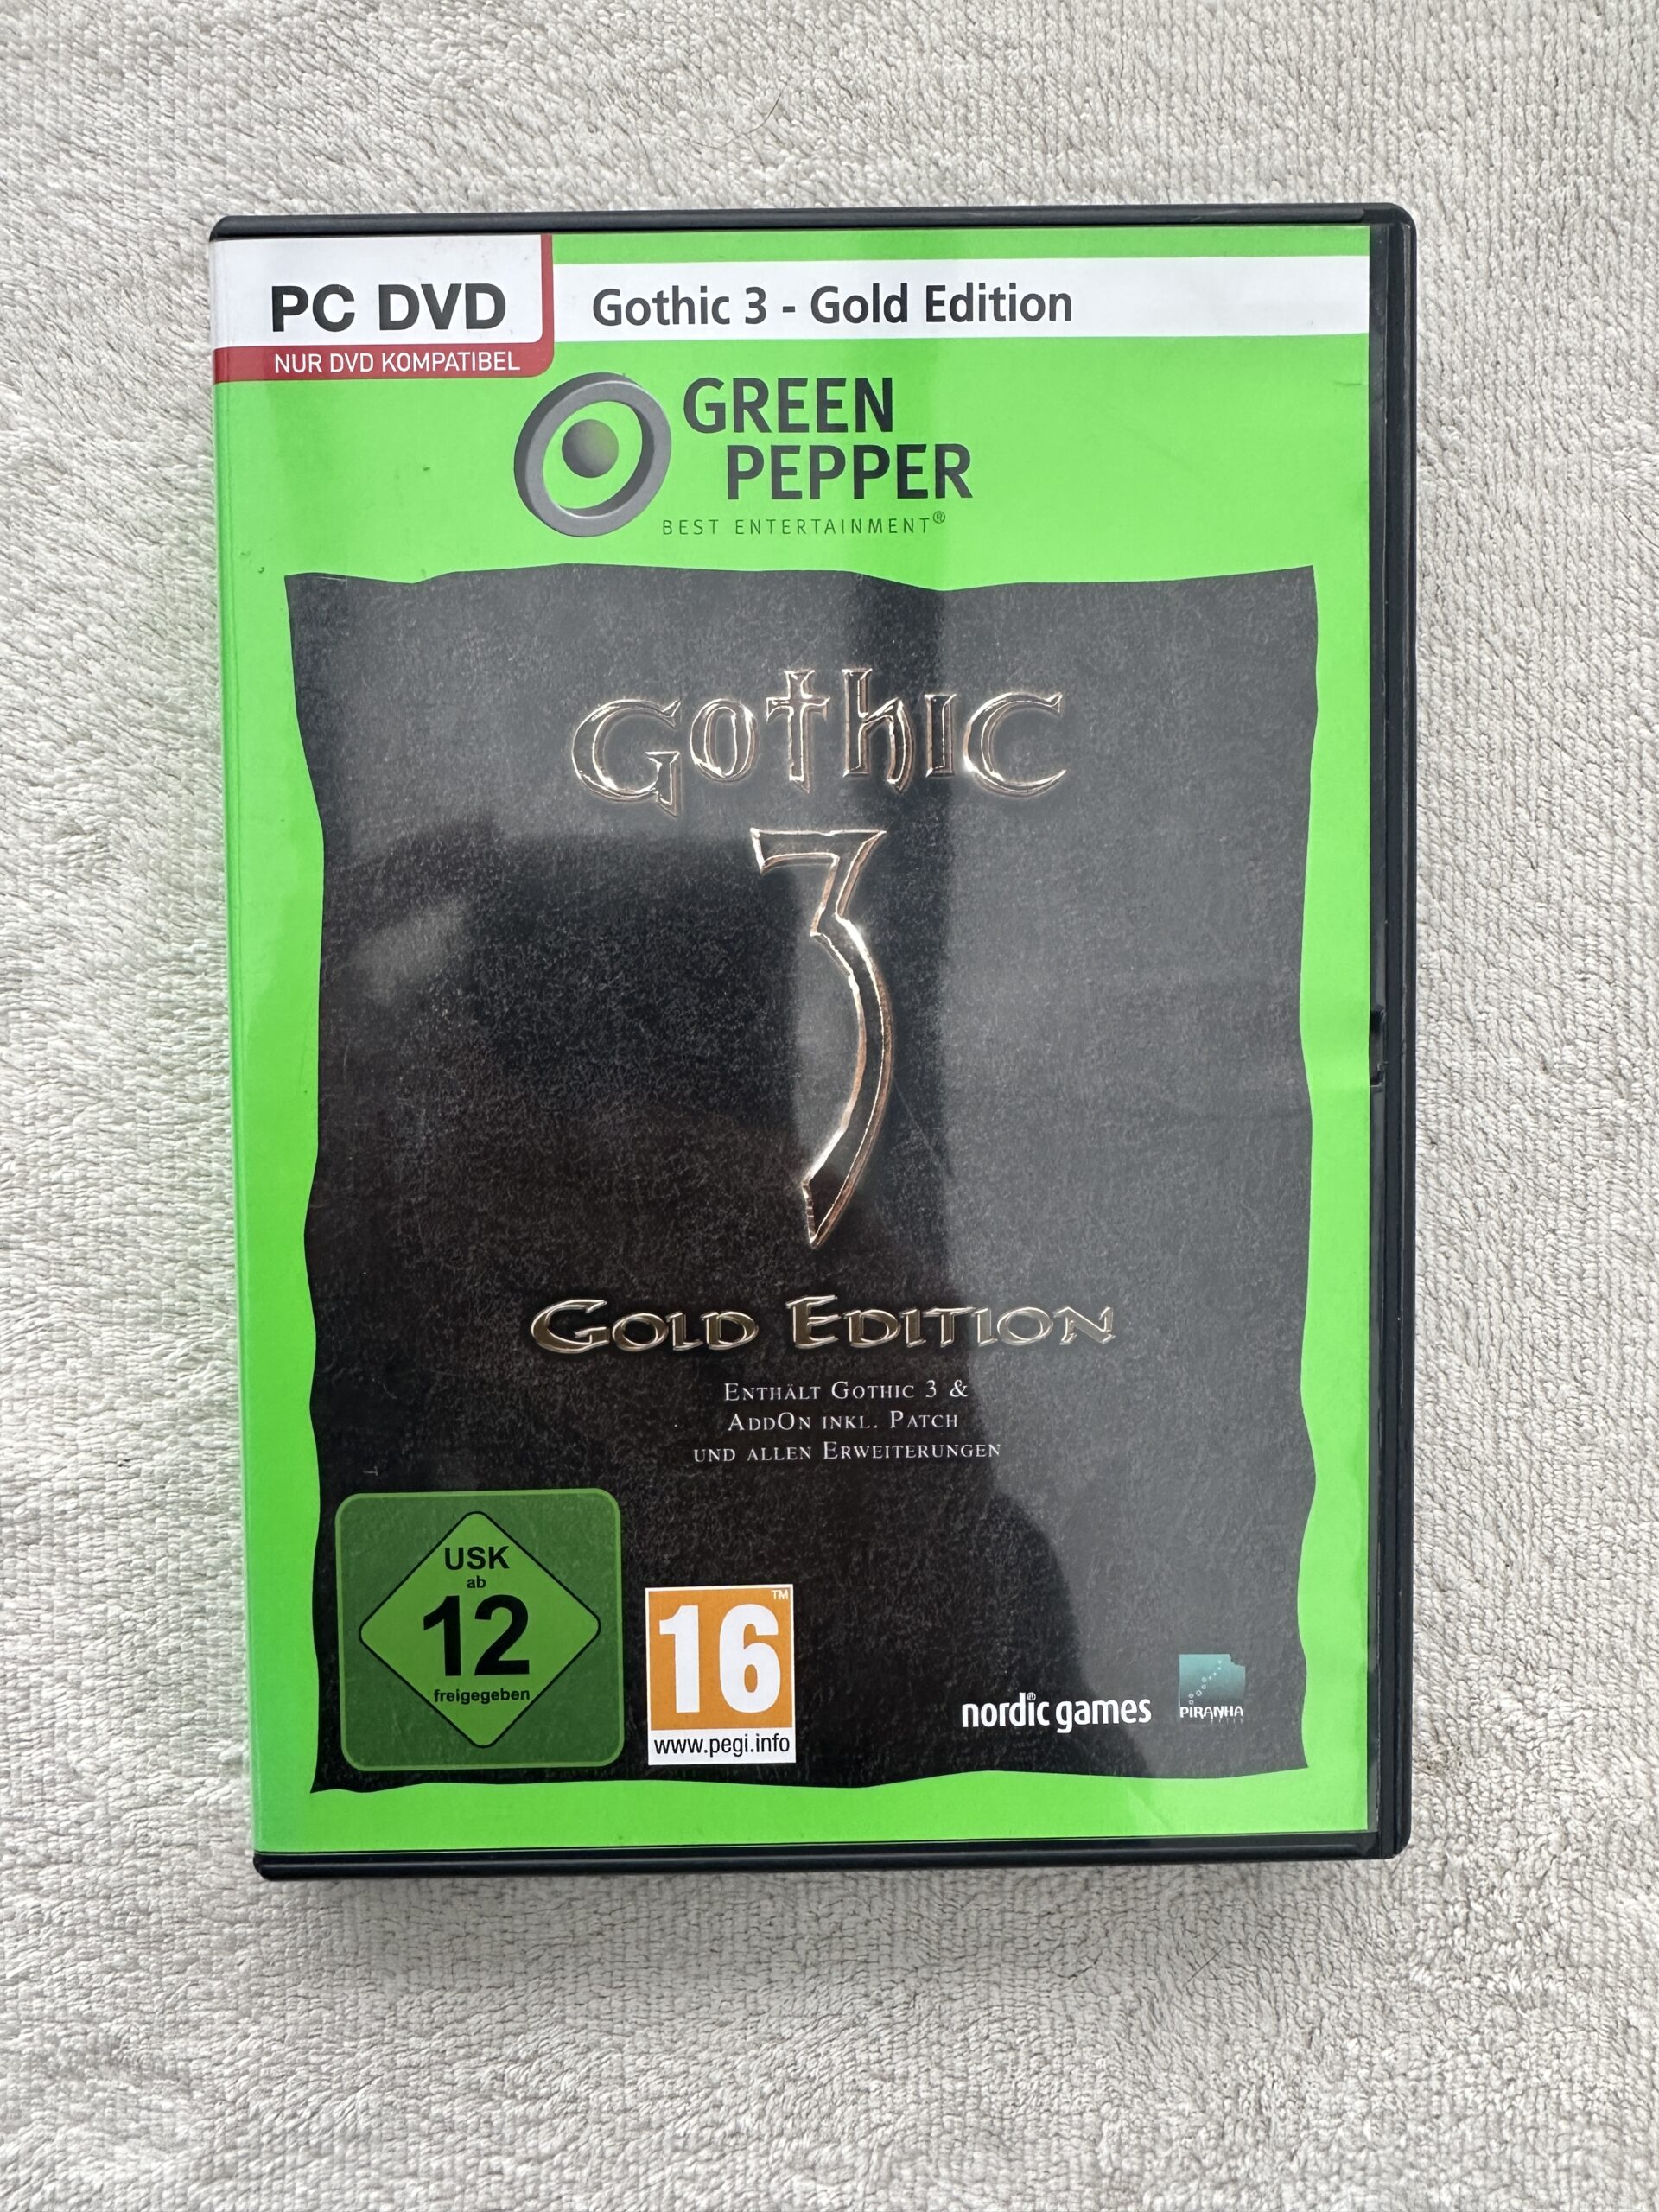 PC DVD
NUR DVD KOMPATIBEL
Gothic 3 - Gold Edition
GREEN
PEPPER
BEST ENTERTAINMENT®
Gothic
3
GOLD EDITION
ENTHÄLT GOTHIC 3 &
ADDON INKL. PATCH
UND ALLEN ERWEITERUNGEN
USK
ab
12
freigegeben
16™
www.pegi.info
nordic games®
PIRANHA